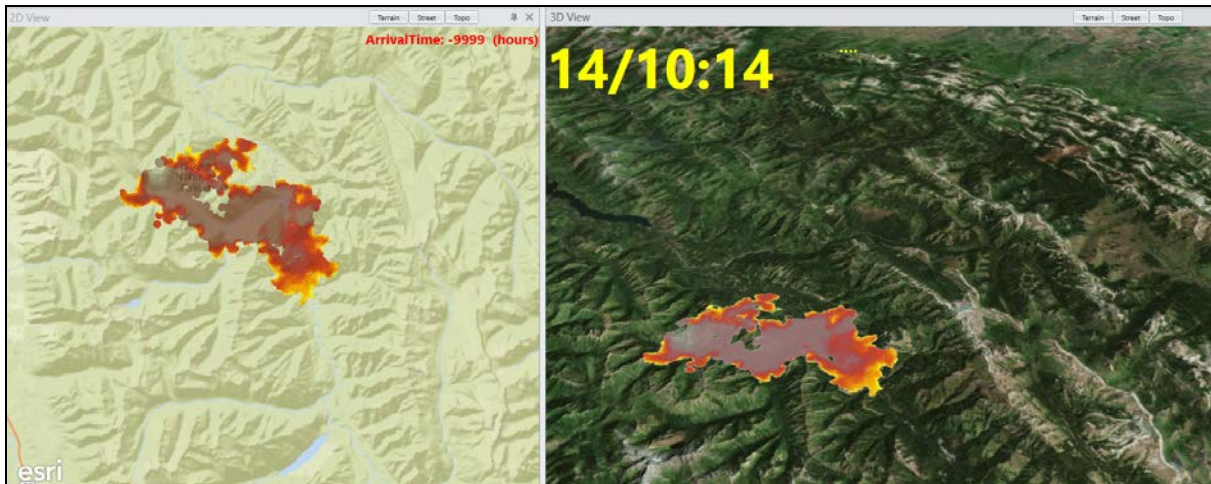 2D View
Terrain Street Topo
ArrivalTime: -9999 (hours)
esri
3D View
Terrain Street Topo
14/10:14